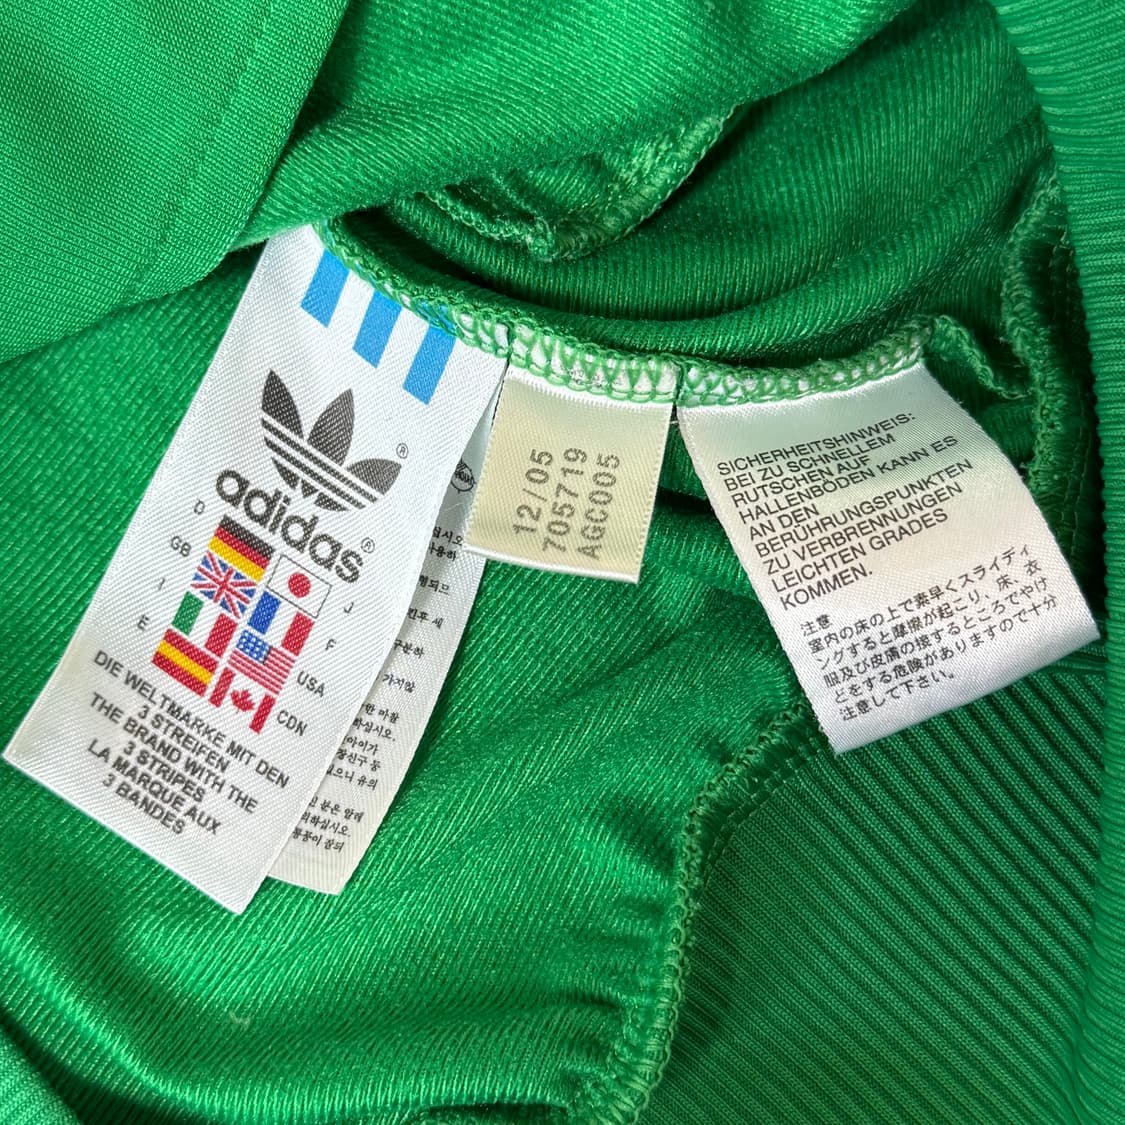 adidas®
®
D
GB
I
E
J
F
USA
CDN
DIE WELTMARKE MIT DEN
3 STREIFEN
THE BRAND WITH THE
3 STRIPES
LA MARQUE AUX
3 BANDES
12/05
705719
AGC005
SICHERHEITSHINWEIS:
BEI ZU SCHNELLEM
RUTSCHEN AUF
HALLENBÖDEN KANN ES
AN DEN
BERÜHRUNGSPUNKTEN
ZU VERBRENNUNGEN
LEICHTEN GRADES
KOMMEN.
注意
室内の床の上で素早くスライディ
ングすると摩擦が起こり、床、衣
服及び皮膚の接するところでやけ
どをする危険がありますので十分
注意して下さい。